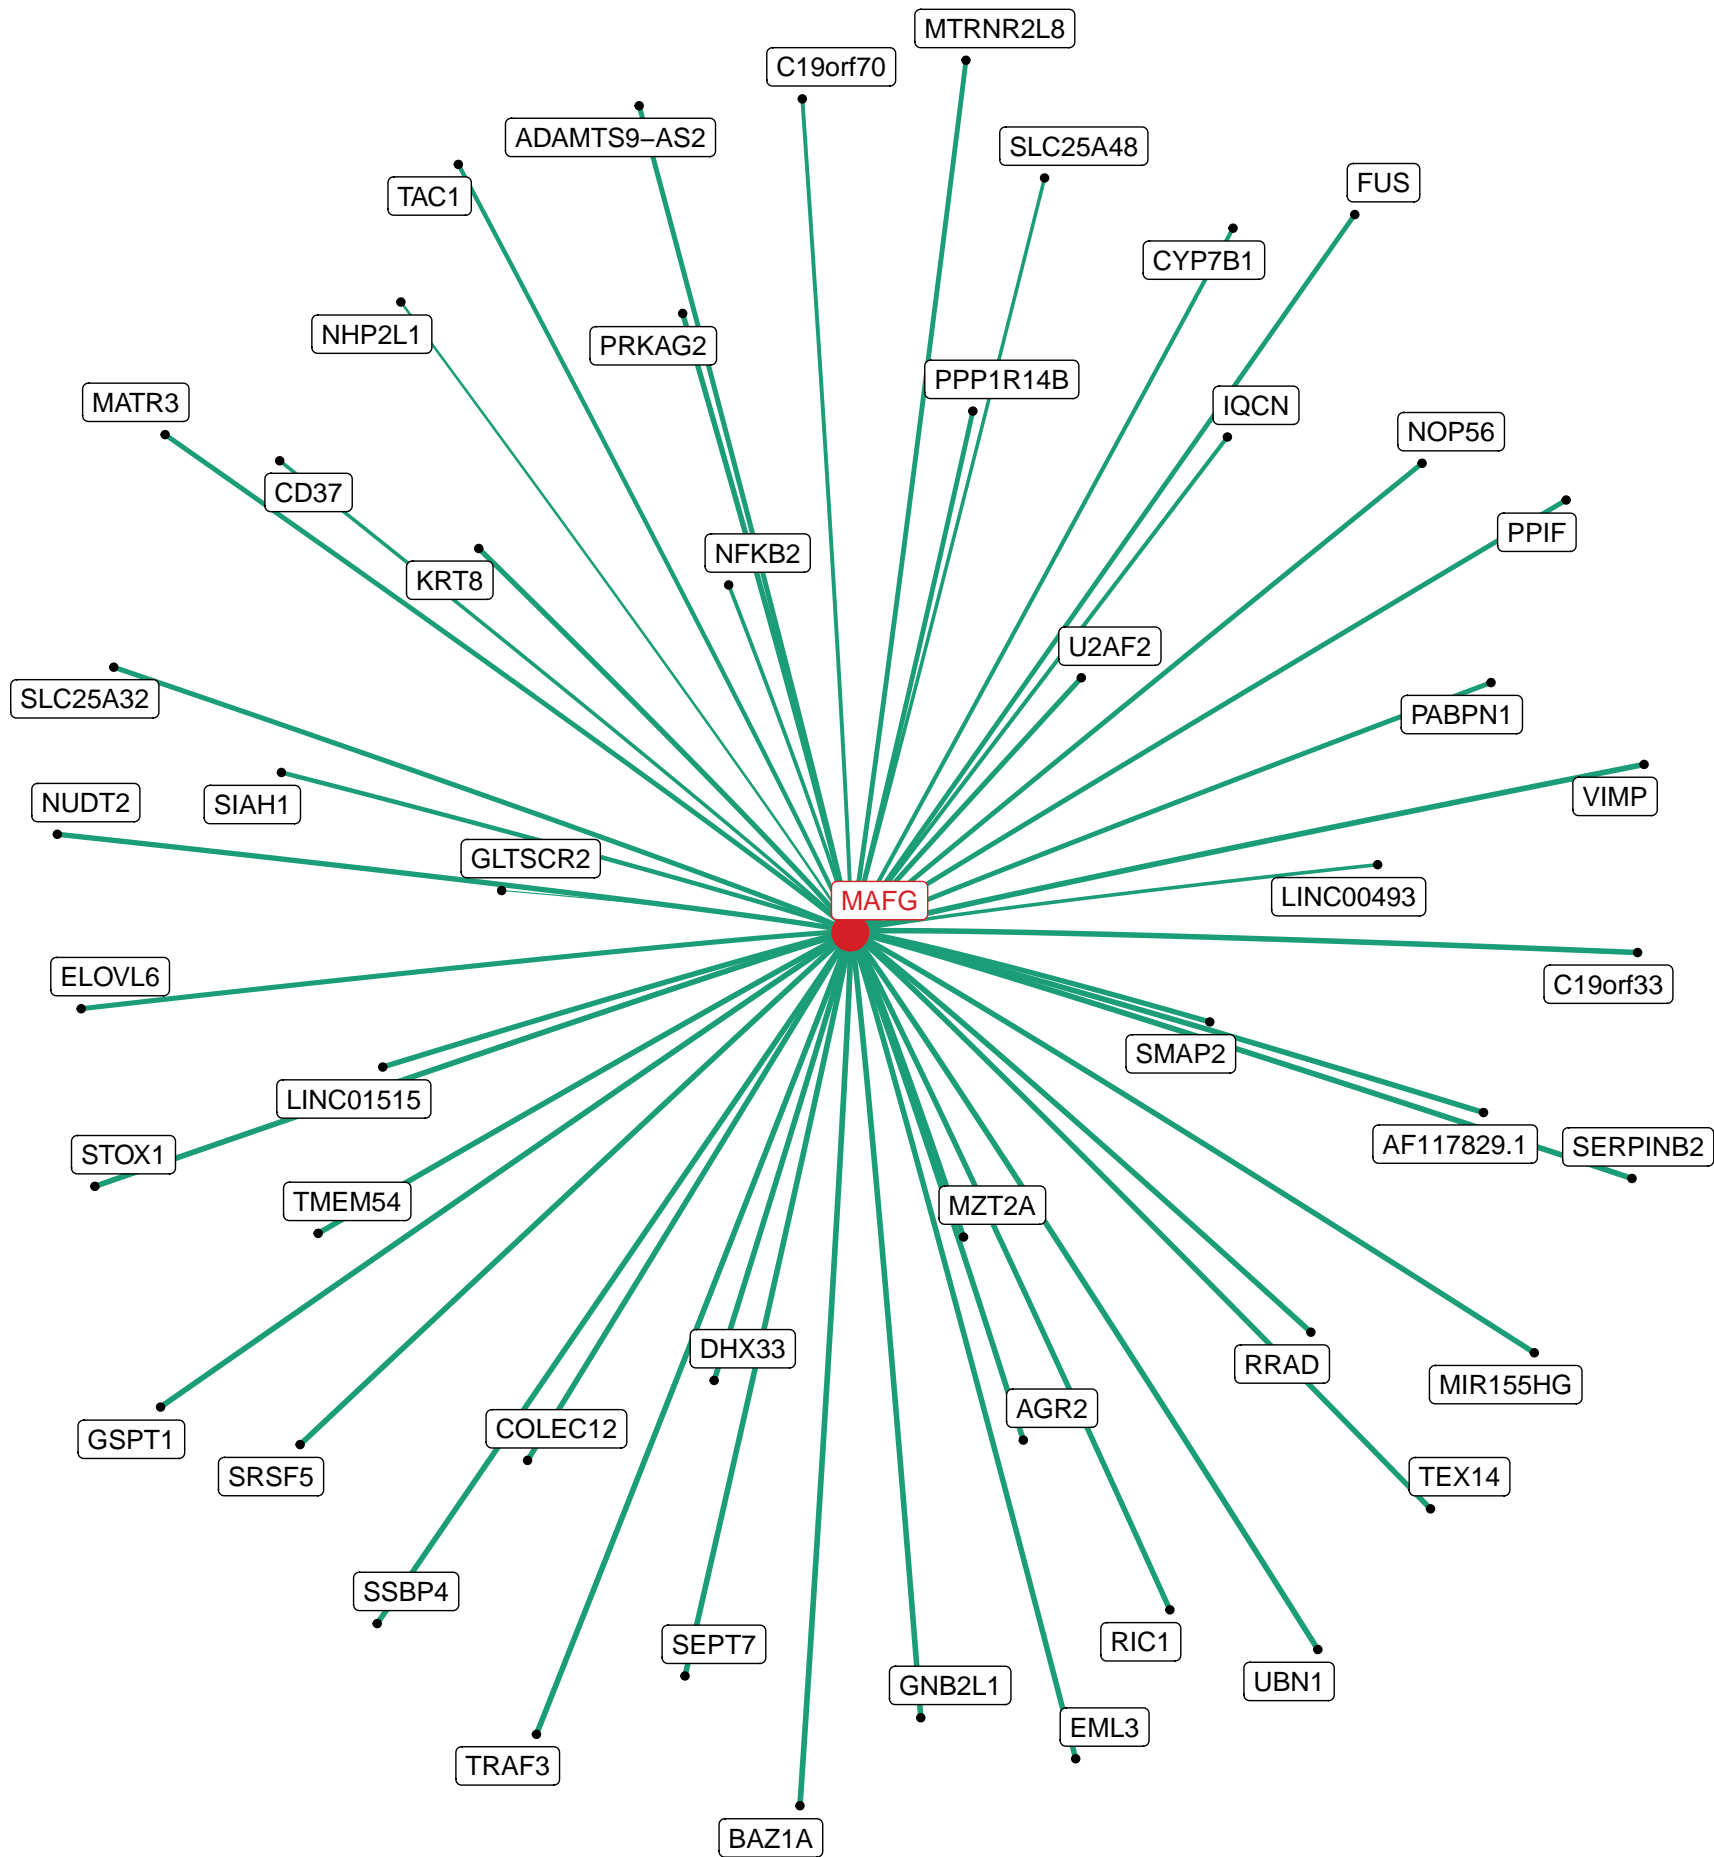 MTRNR2L8
C19orf70
ADAMTS9−AS2
SLC25A48
FUS
TAC1
CYP7B1
NHP2L1
PRKAG2
PPP1R14B
MATR3
IQCN
NOP56
CD37
PPIF
NFKB2
KRT8
U2AF2
SLC25A32
PABPN1
VIMP
NUDT2
SIAH1
GLTSCR2
LINC00493
MAFG
ELOVL6
C19orf33
SMAP2
LINC01515
AF117829.1
SERPINB2
STOX1
TMEM54
MZT2A
DHX33
RRAD
MIR155HG
AGR2
COLEC12
GSPT1
SRSF5
TEX14
SSBP4
RIC1
SEPT7
UBN1
GNB2L1
EML3
TRAF3
BAZ1A